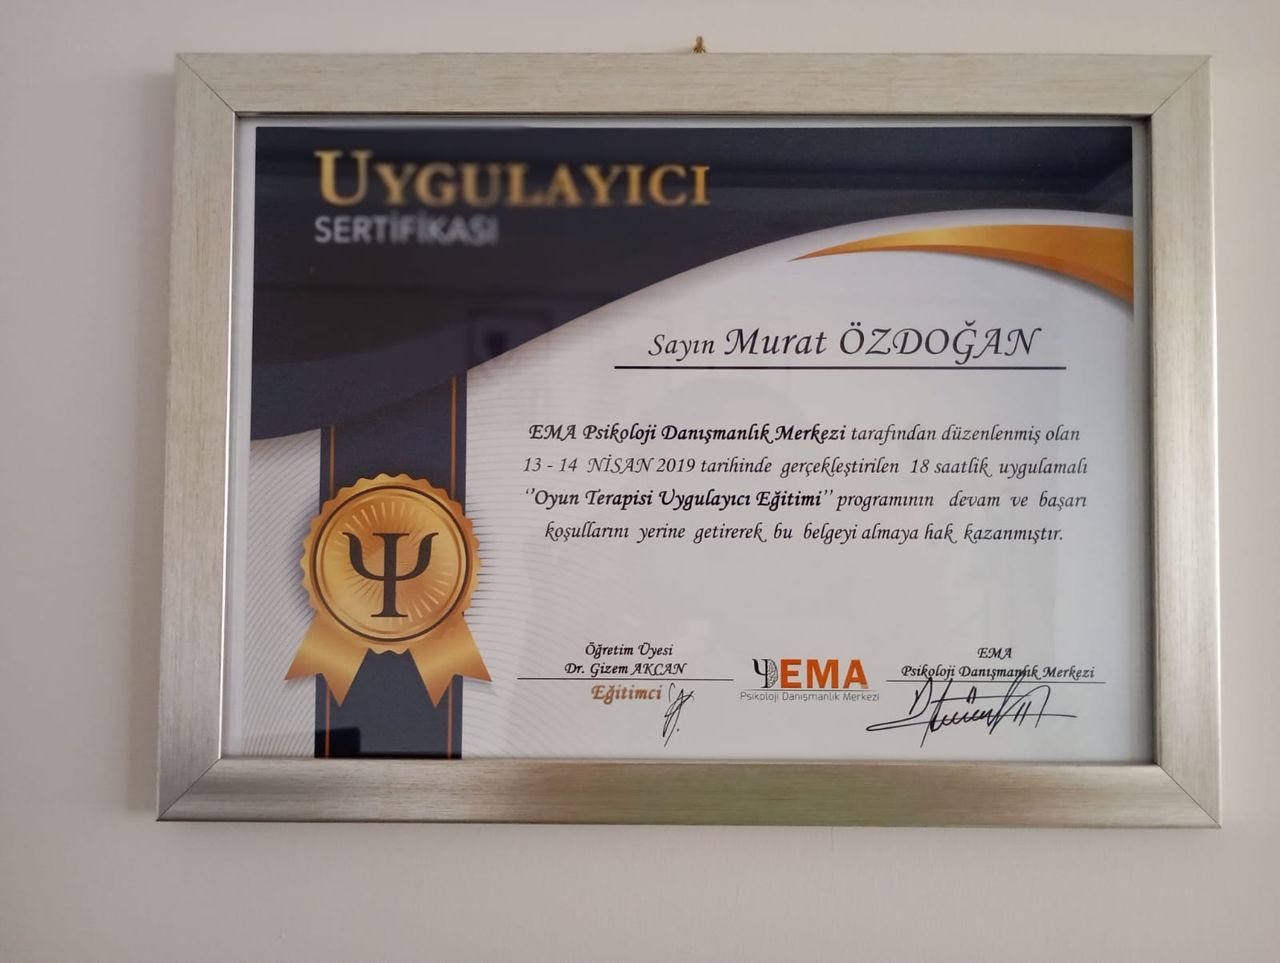 UYGULAYICI
SERTİFİKASI
Sayın Murat ÖZDOĞAN
EMA Psikoloji Danışmanlık Merkezi tarafından düzenlenmiş olan
13 - 14 NİSAN 2019 tarihinde gerçekleştirilen 18 saatlik uygulamalı
‘’Oyun Terapisi Uygulayıcı Eğitimi’’ programının devam ve başarı
koşullarını yerine getirerek bu belgeyi almaya hak kazanmıştır.
Öğretim Üyesi
Dr. Gizem AKCAN
Eğitimci
EMA
Psikoloji Danışmanlık Merkezi
EMA
Psikoloji Danışmanlık Merkezi